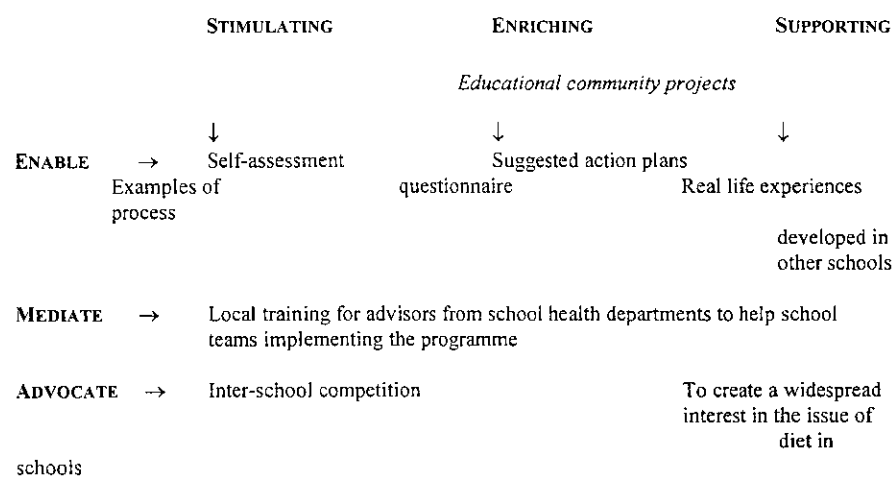 STIMULATING ENRICHING SUPPORTING
Educational community projects
↓ ↓ ↓
ENABLE → Self-assessment Suggested action plans
Examples of questionnaire Real life experiences
process
developed in
other schools
MEDIATE → Local training for advisors from school health departments to help school
teams implementing the programme
ADVOCATE → Inter-school competition To create a widespread
interest in the issue of
diet in
schools